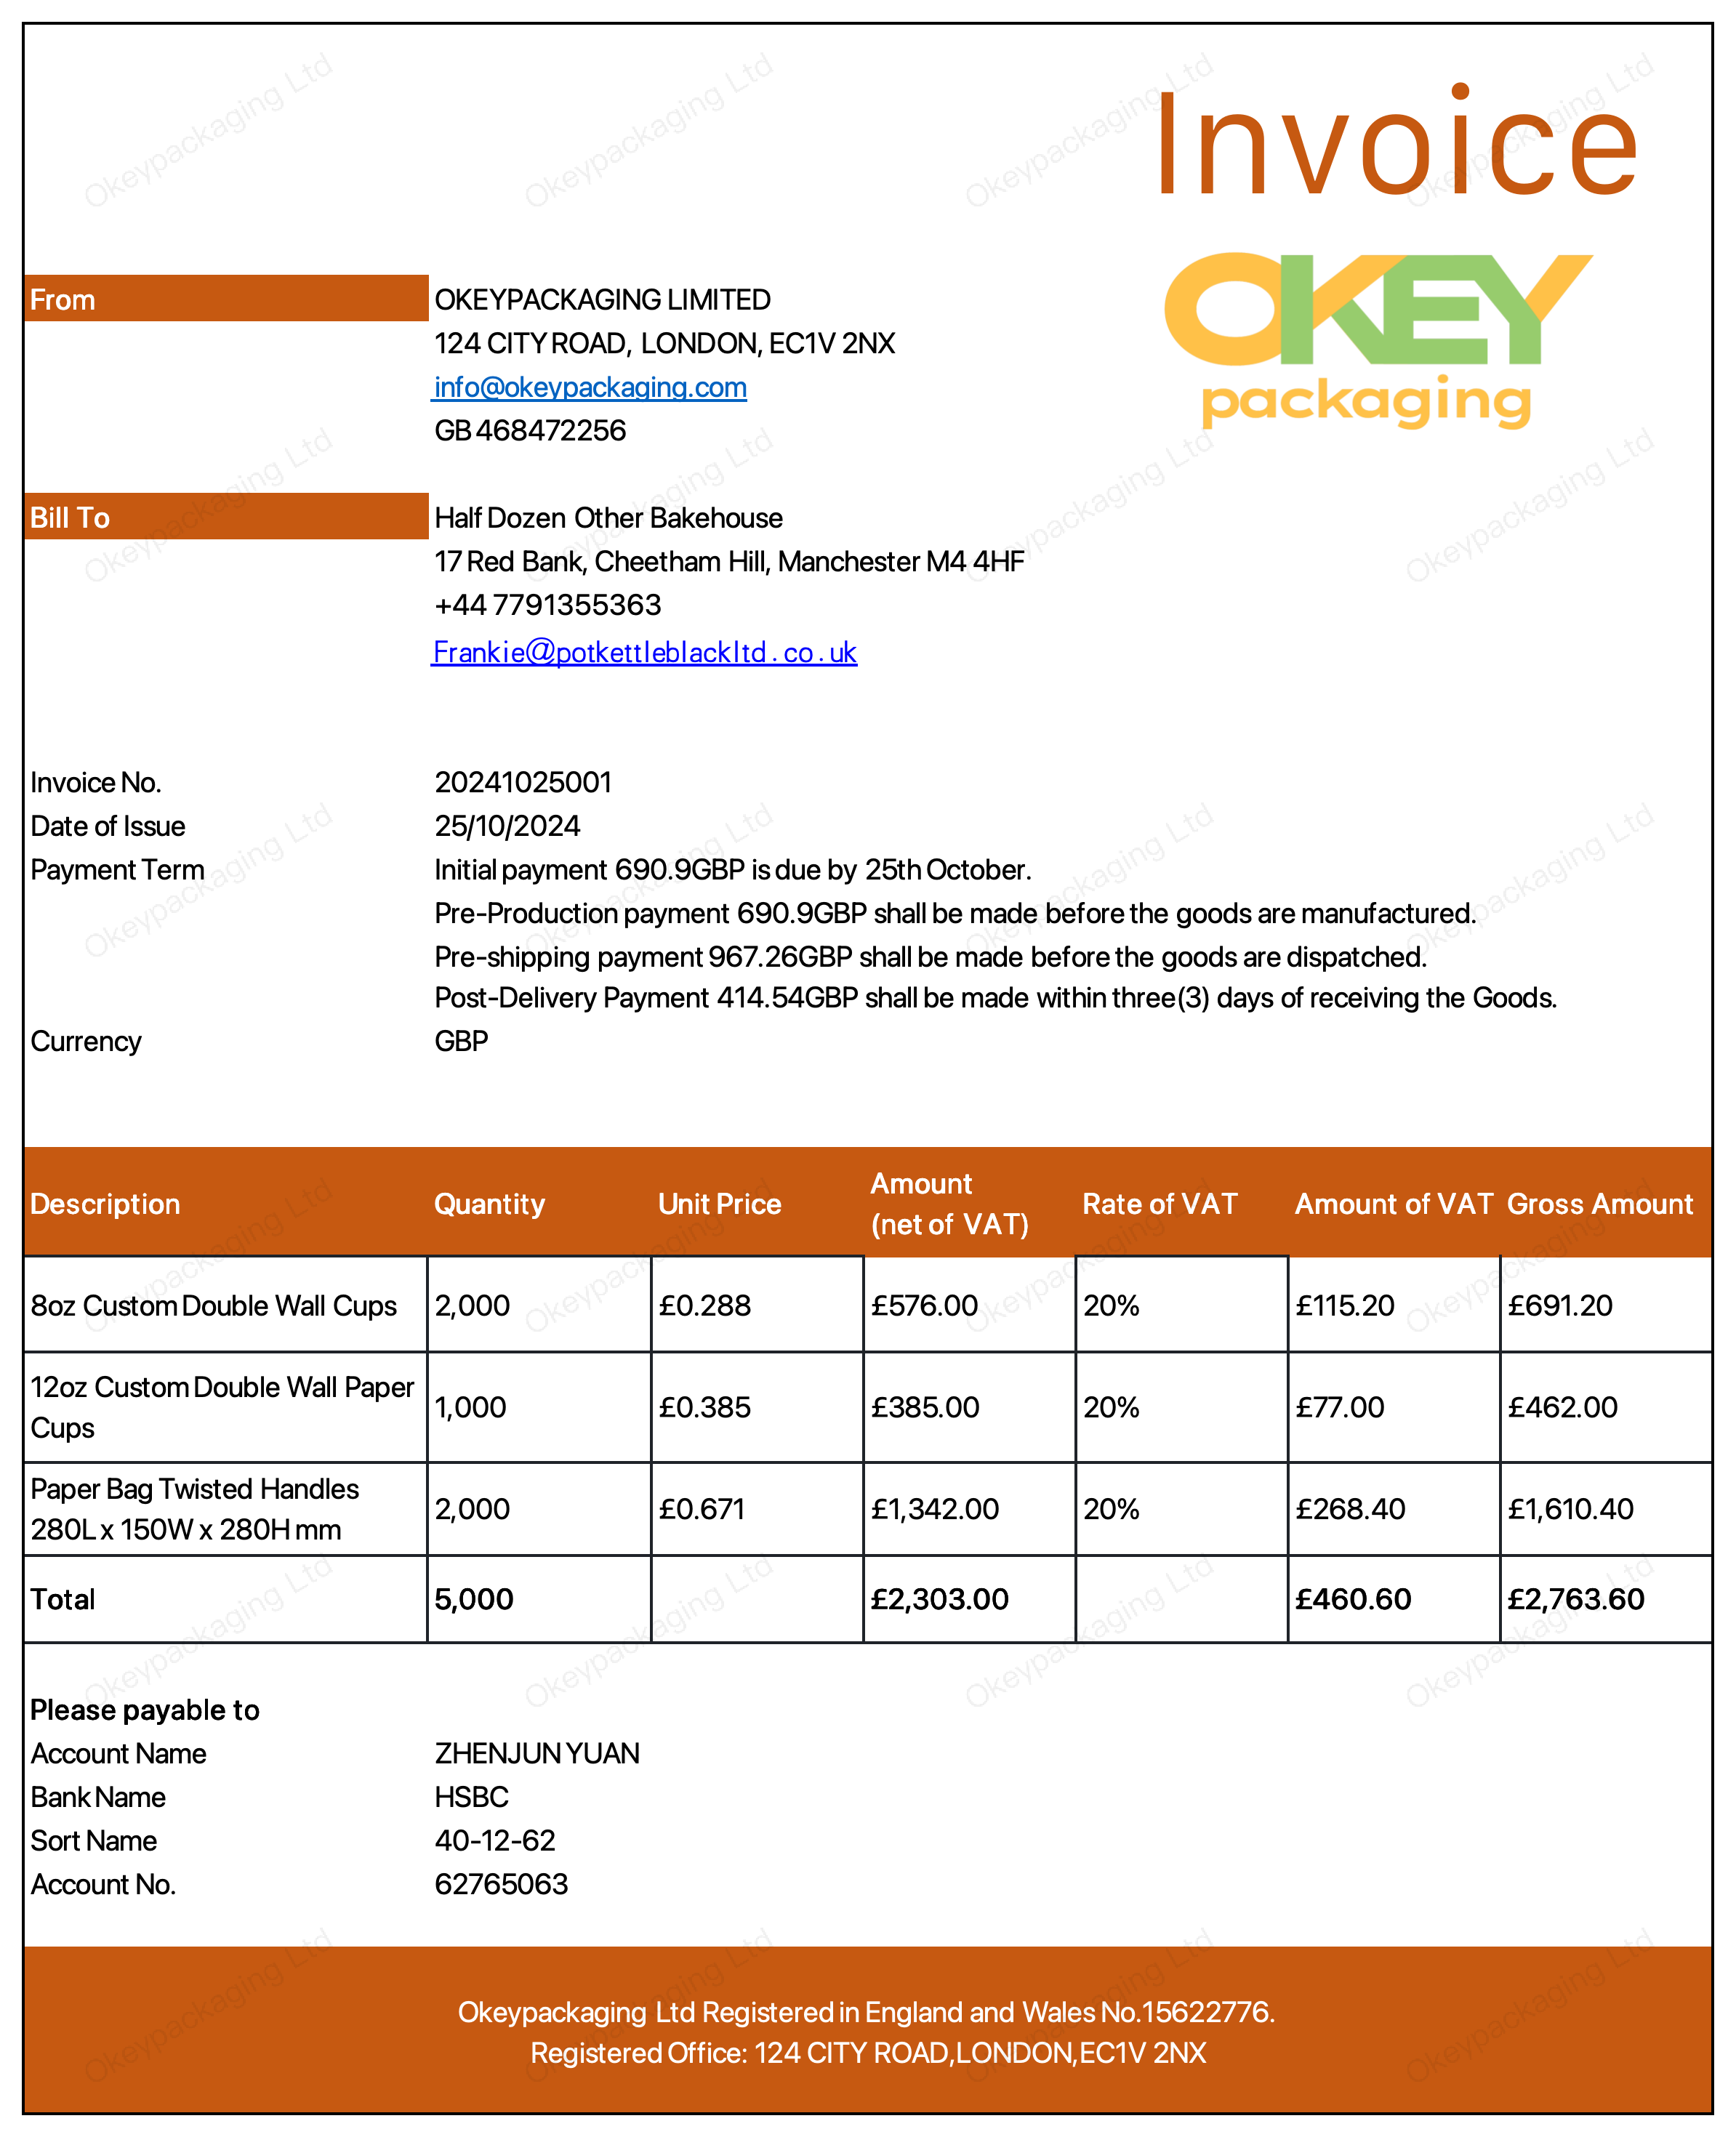 Invoice
OKEY
packaging
From
OKEYPACKAGING LIMITED
124 CITY ROAD, LONDON, EC1V 2NX
info@okeypackaging.com
GB 468472256
Bill To
Half Dozen Other Bakehouse
17 Red Bank, Cheetham Hill, Manchester M4 4HF
+44 7791355363
Frankie@potkettleblackltd.co.uk
Invoice No. 20241025001
Date of Issue 25/10/2024
Payment Term Initial payment 690.9GBP is due by 25th October.
Pre-Production payment 690.9GBP shall be made before the goods are manufactured.
Pre-shipping payment 967.26GBP shall be made before the goods are dispatched.
Post-Delivery Payment 414.54GBP shall be made within three(3) days of receiving the Goods.
Currency GBP
Description Quantity Unit Price Amount (net of VAT) Rate of VAT Amount of VAT Gross Amount
8oz Custom Double Wall Cups 2,000 £0.288 £576.00 20% £115.20 £691.20
12oz Custom Double Wall Paper Cups 1,000 £0.385 £385.00 20% £77.00 £462.00
Paper Bag Twisted Handles 280L x 150W x 280H mm 2,000 £0.671 £1,342.00 20% £268.40 £1,610.40
Total 5,000 £2,303.00 £460.60 £2,763.60
Please payable to
Account Name ZHENJUN YUAN
Bank Name HSBC
Sort Name 40-12-62
Account No. 62765063
Okeypackaging Ltd Registered in England and Wales No.15622776.
Registered Office: 124 CITY ROAD,LONDON,EC1V 2NX
Okeypackaging Ltd